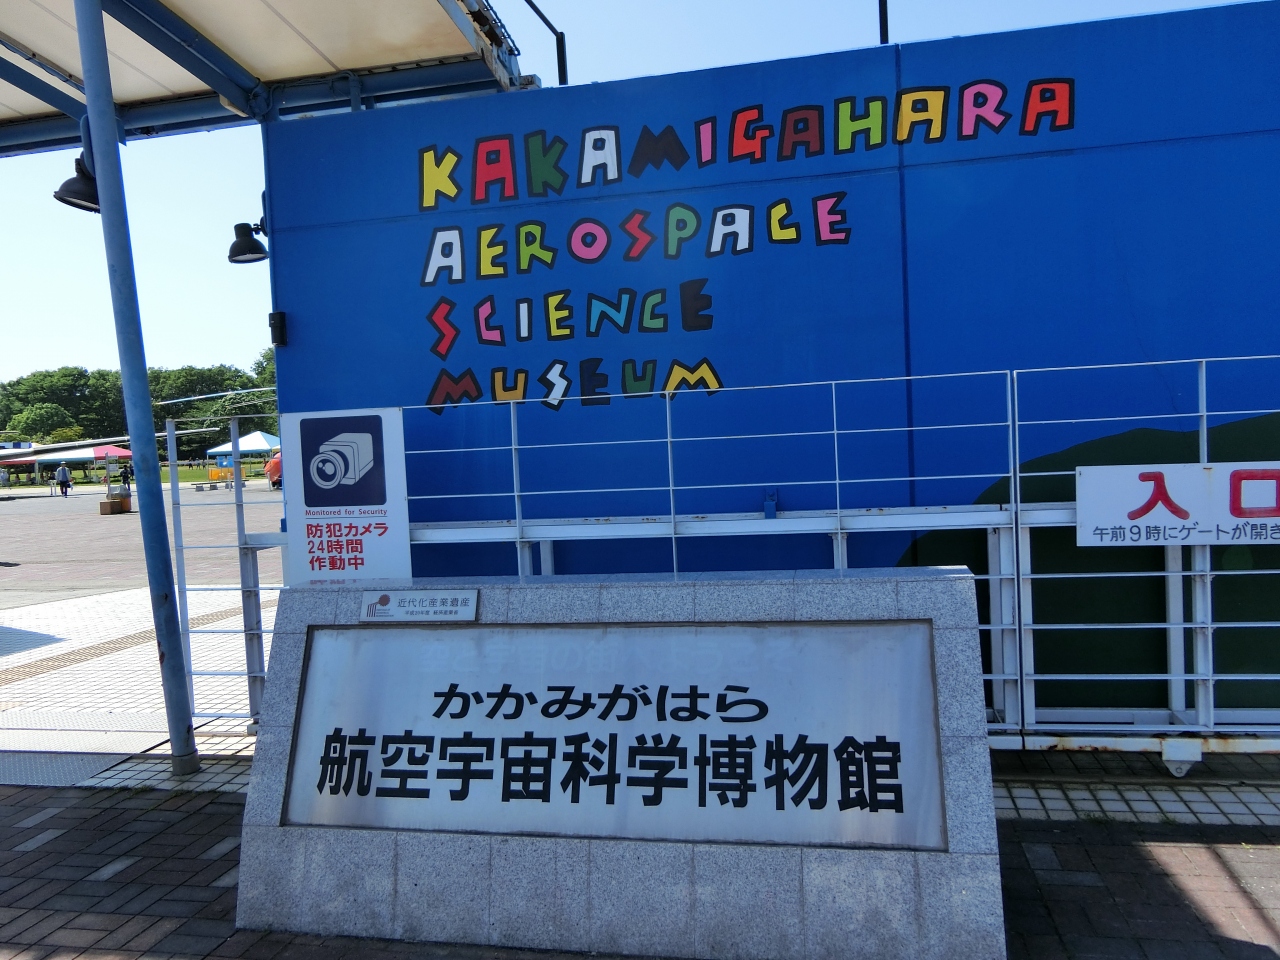 KAKAMIGAHARA
AEROSPACE
SCIENCE
MUSEUM
Monitored for Security
防犯カメラ
24時間
作動中
入口
午前9時にゲートが開き
近代化産業遺産
かかみがはら
航空宇宙科学博物館